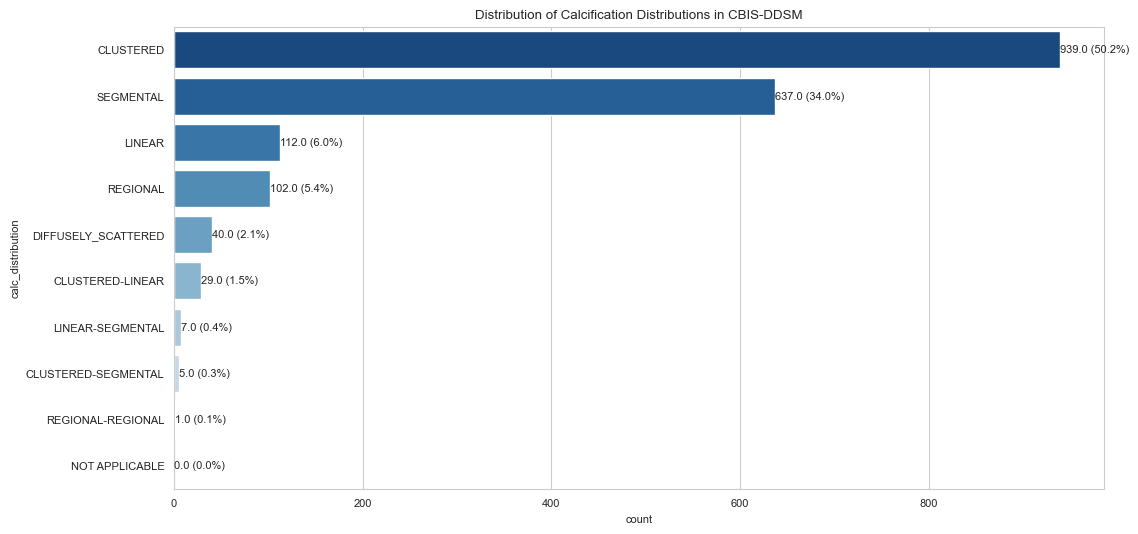 Distribution of Calcification Distributions in CBIS-DDSM
calc_distribution
CLUSTERED 939.0 (50.2%)
SEGMENTAL 637.0 (34.0%)
LINEAR 112.0 (6.0%)
REGIONAL 102.0 (5.4%)
DIFFUSELY_SCATTERED 40.0 (2.1%)
CLUSTERED-LINEAR 29.0 (1.5%)
LINEAR-SEGMENTAL 7.0 (0.4%)
CLUSTERED-SEGMENTAL 5.0 (0.3%)
REGIONAL-REGIONAL 1.0 (0.1%)
NOT APPLICABLE 0.0 (0.0%)
0 200 400 600 800
count